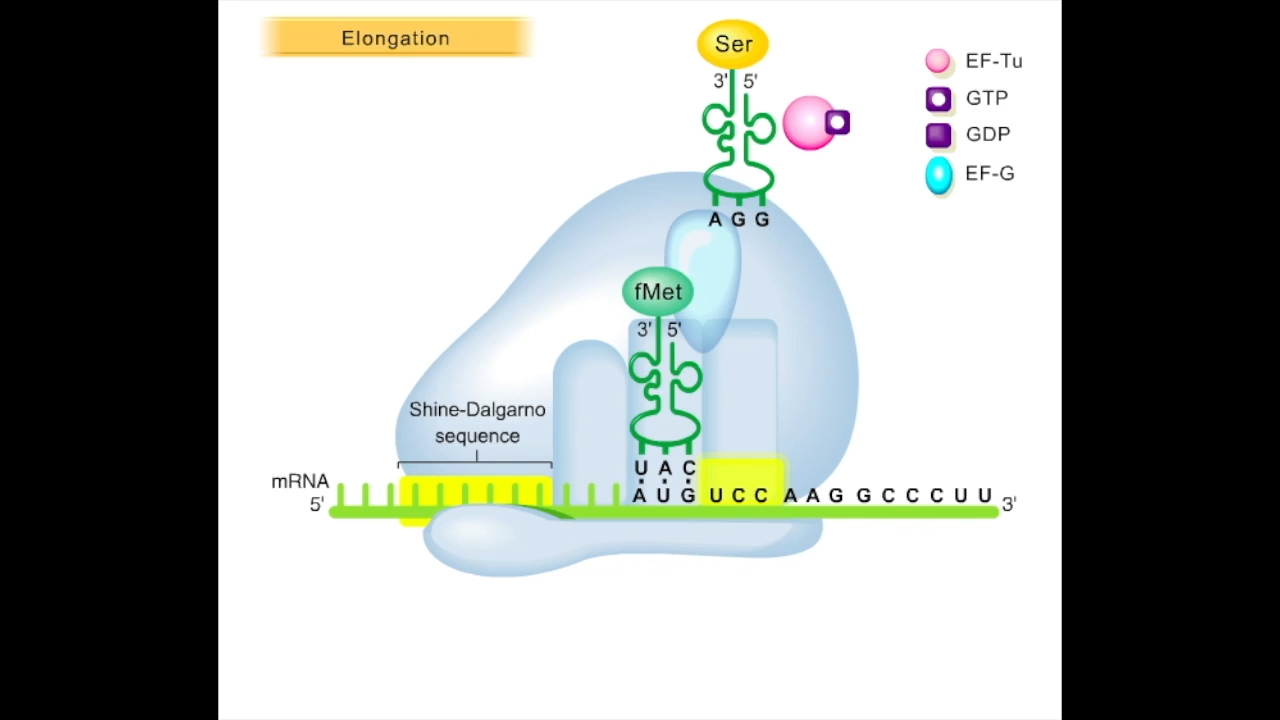 Elongation
Ser
3' 5'
A G G
EF-Tu
GTP
GDP
EF-G
fMet
3' 5'
Shine-Dalgarno
sequence
U A C
mRNA
5'
A U G U C C A A G G C C C U U
3'